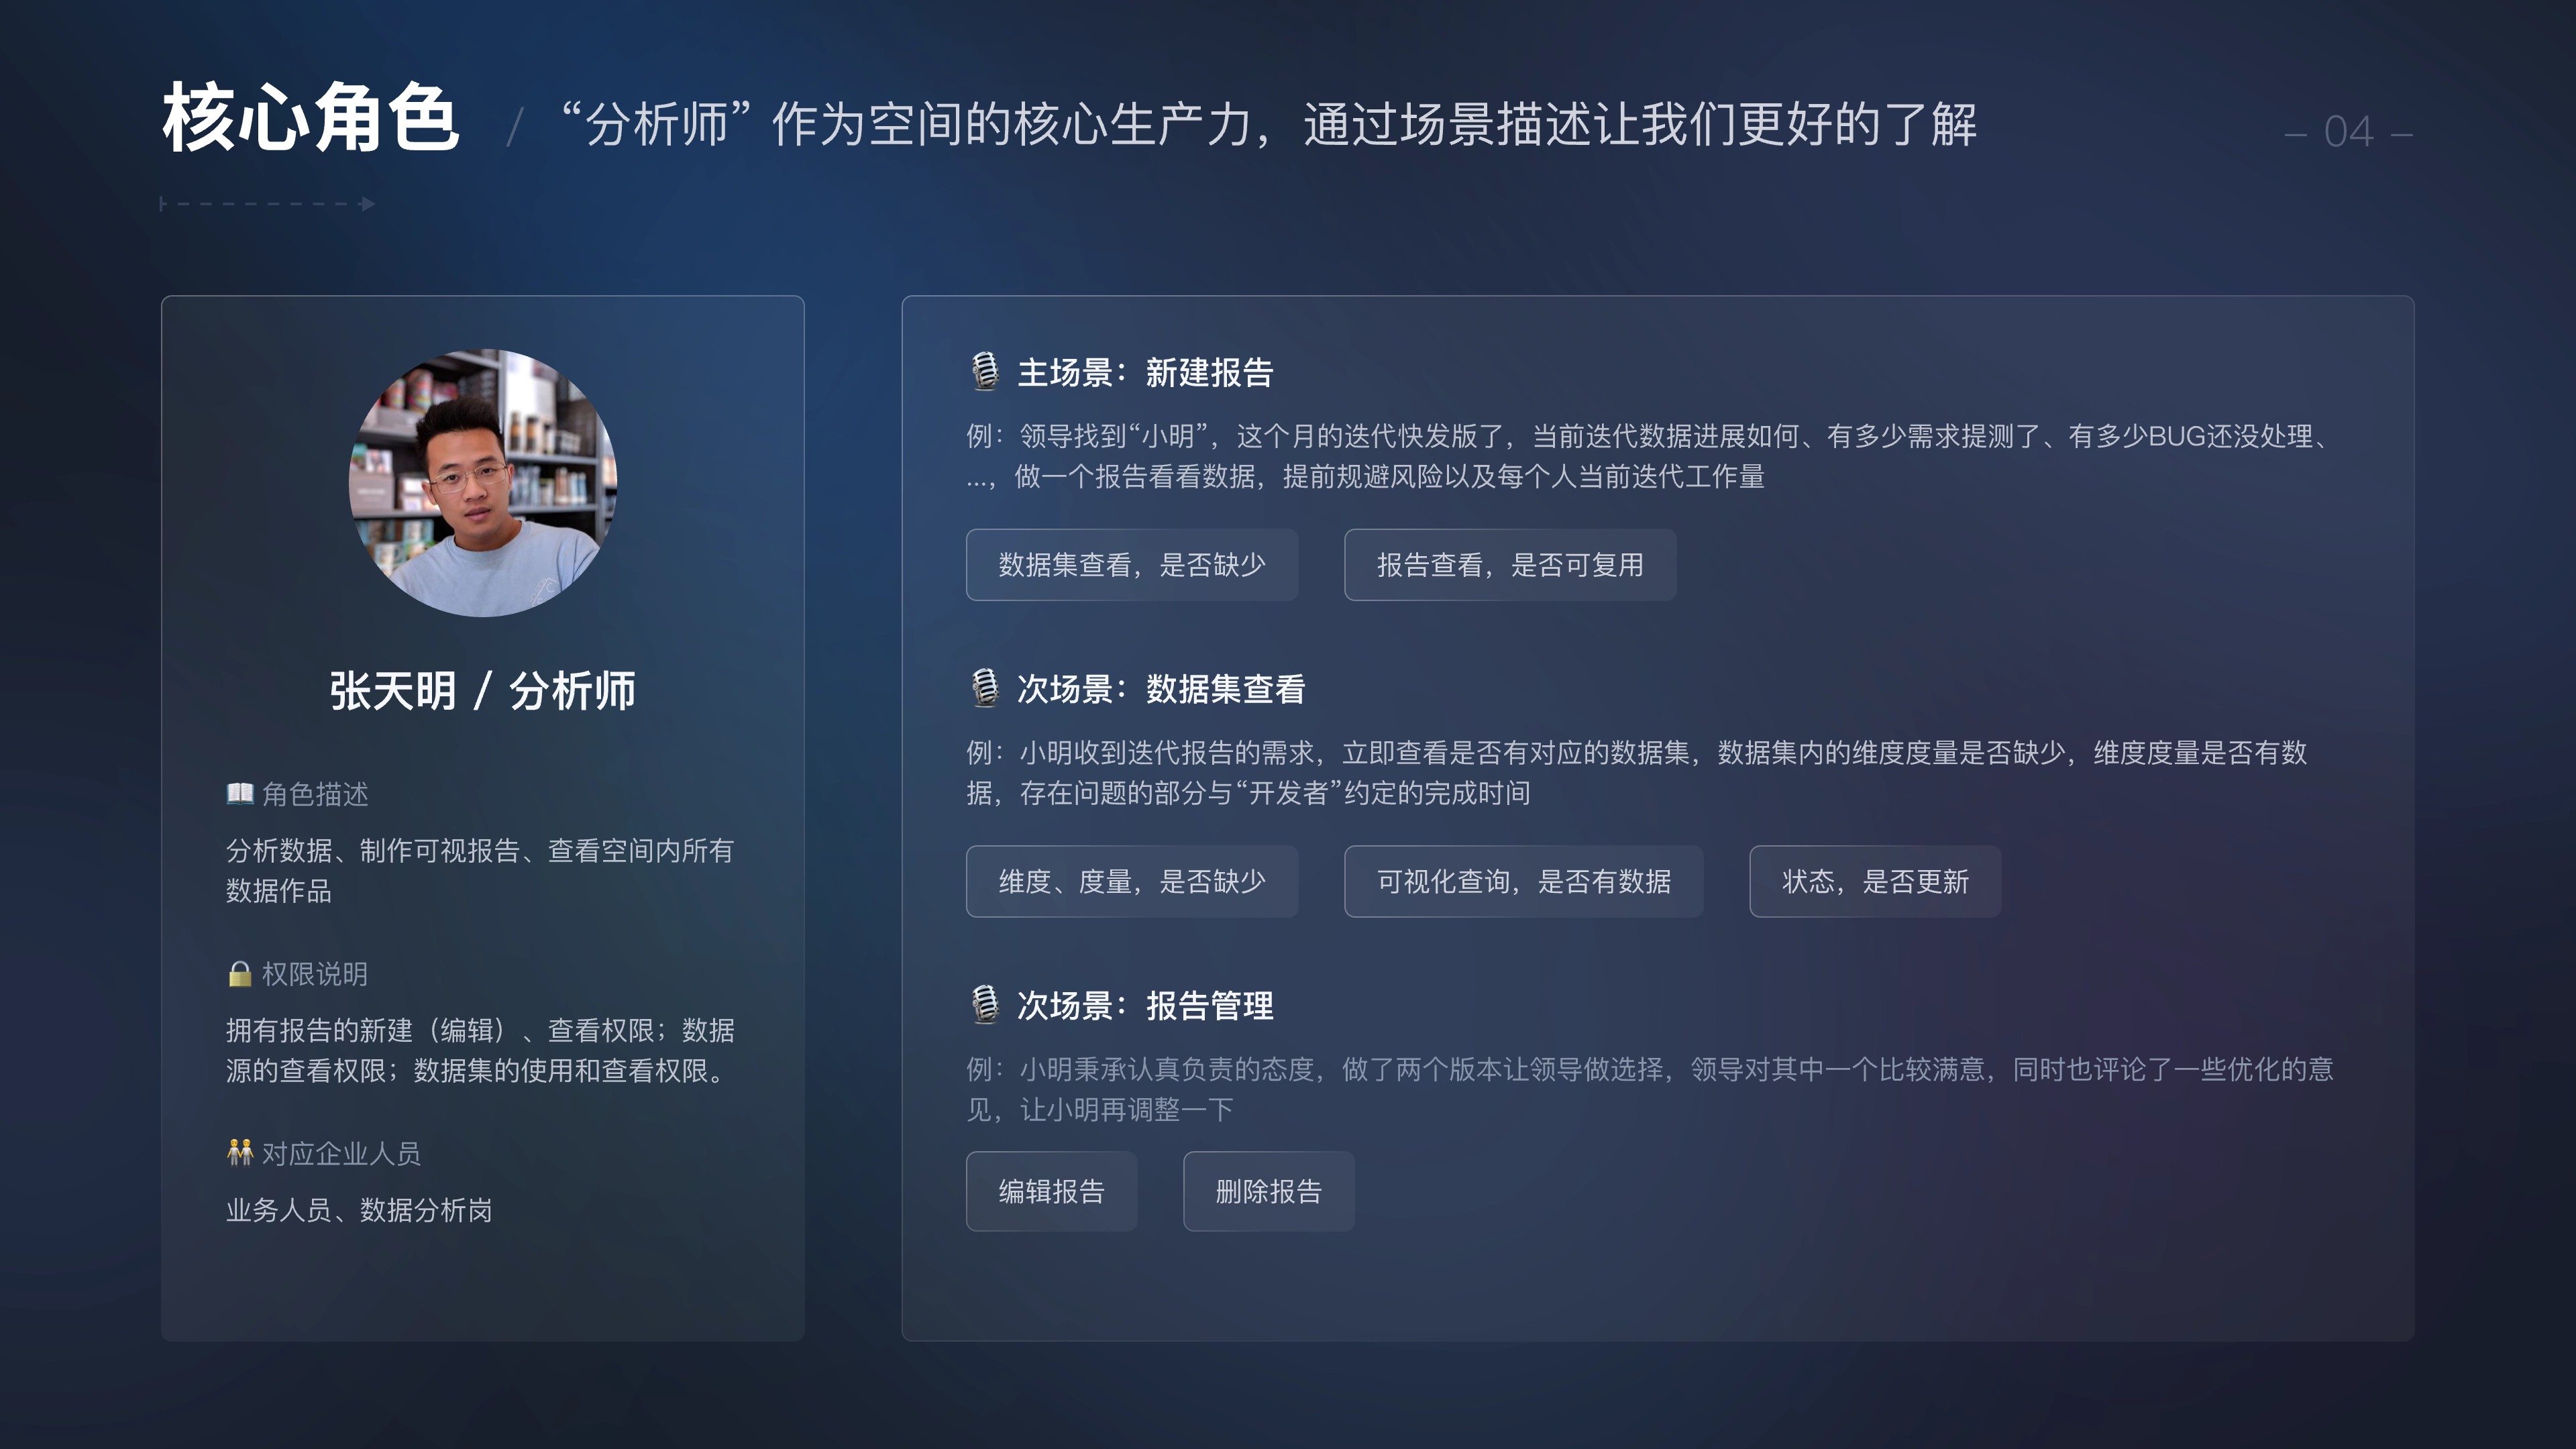 核心角色 / “分析师”作为空间的核心生产力，通过场景描述让我们更好的了解
– 04 –
张天明 / 分析师
角色描述
分析数据、制作可视报告、查看空间内所有
数据作品
权限说明
拥有报告的新建（编辑）、查看权限；数据
源的查看权限；数据集的使用和查看权限。
对应企业人员
业务人员、数据分析岗
主场景：新建报告
例：领导找到“小明”，这个月的迭代快发版了，当前迭代数据进展如何、有多少需求提测了、有多少BUG还没处理、
...，做一个报告看看数据，提前规避风险以及每个人当前迭代工作量
数据集查看，是否缺少
报告查看，是否可复用
次场景：数据集查看
例：小明收到迭代报告的需求，立即查看是否有对应的数据集，数据集内的维度度量是否缺少，维度度量是否有数
据，存在问题的部分与“开发者”约定的完成时间
维度、度量，是否缺少
可视化查询，是否有数据
状态，是否更新
次场景：报告管理
例：小明秉承认真负责的态度，做了两个版本让领导做选择，领导对其中一个比较满意，同时也评论了一些优化的意
见，让小明再调整一下
编辑报告
删除报告